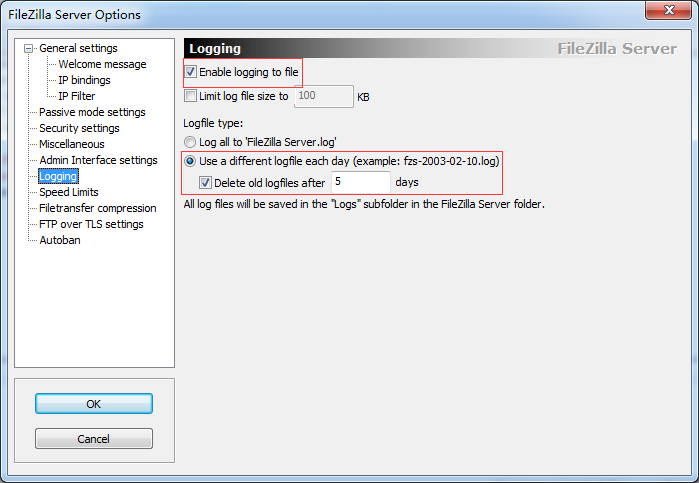 FileZilla Server Options
General settings
Welcome message
IP bindings
IP Filter
Passive mode settings
Security settings
Miscellaneous
Admin Interface settings
Logging
Speed Limits
Filetransfer compression
FTP over TLS settings
Autoban
OK
Cancel
Logging FileZilla Server
Enable logging to file
Limit log file size to 100 KB
Logfile type:
Log all to 'FileZilla Server.log'
Use a different logfile each day (example: fzs-2003-02-10.log)
Delete old logfiles after 5 days
All log files will be saved in the "Logs" subfolder in the FileZilla Server folder.